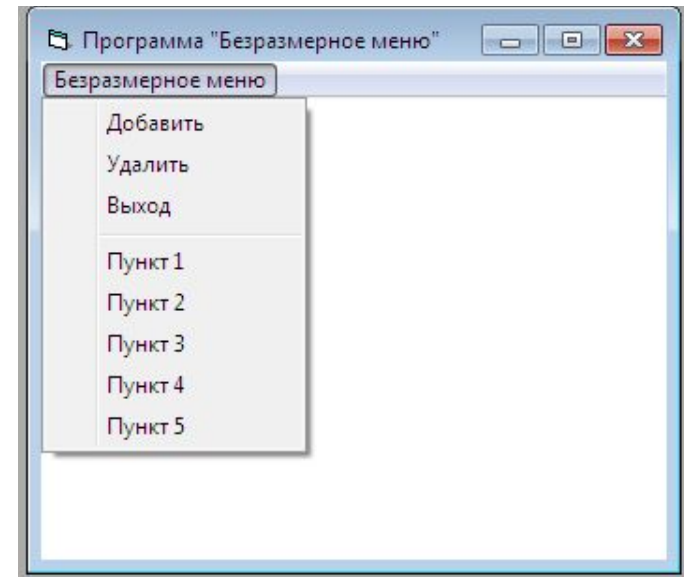 Программа "Безразмерное меню"
Безразмерное меню
Добавить
Удалить
Выход
Пункт 1
Пункт 2
Пункт 3
Пункт 4
Пункт 5